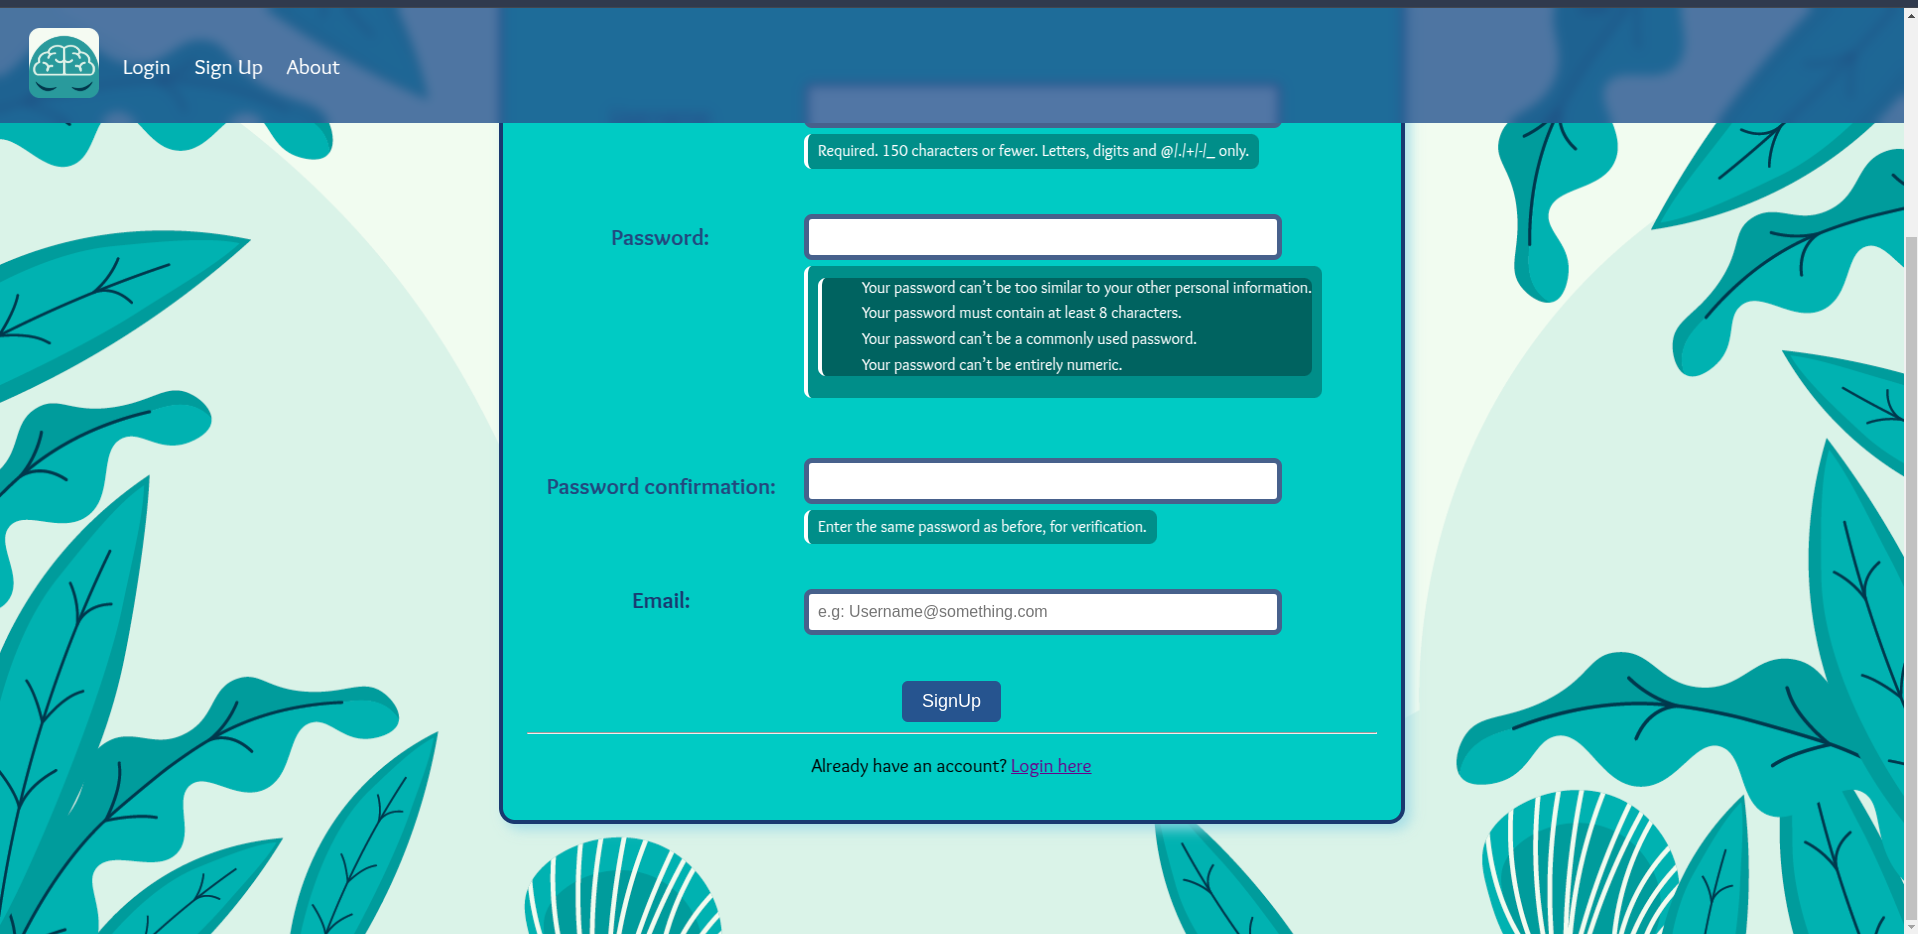 Login Sign Up About
Required. 150 characters or fewer. Letters, digits and @/./+/-/_ only.
Password:
Your password can’t be too similar to your other personal information.
Your password must contain at least 8 characters.
Your password can’t be a commonly used password.
Your password can’t be entirely numeric.
Password confirmation:
Enter the same password as before, for verification.
Email:
e.g: Username@something.com
SignUp
Already have an account? Login here